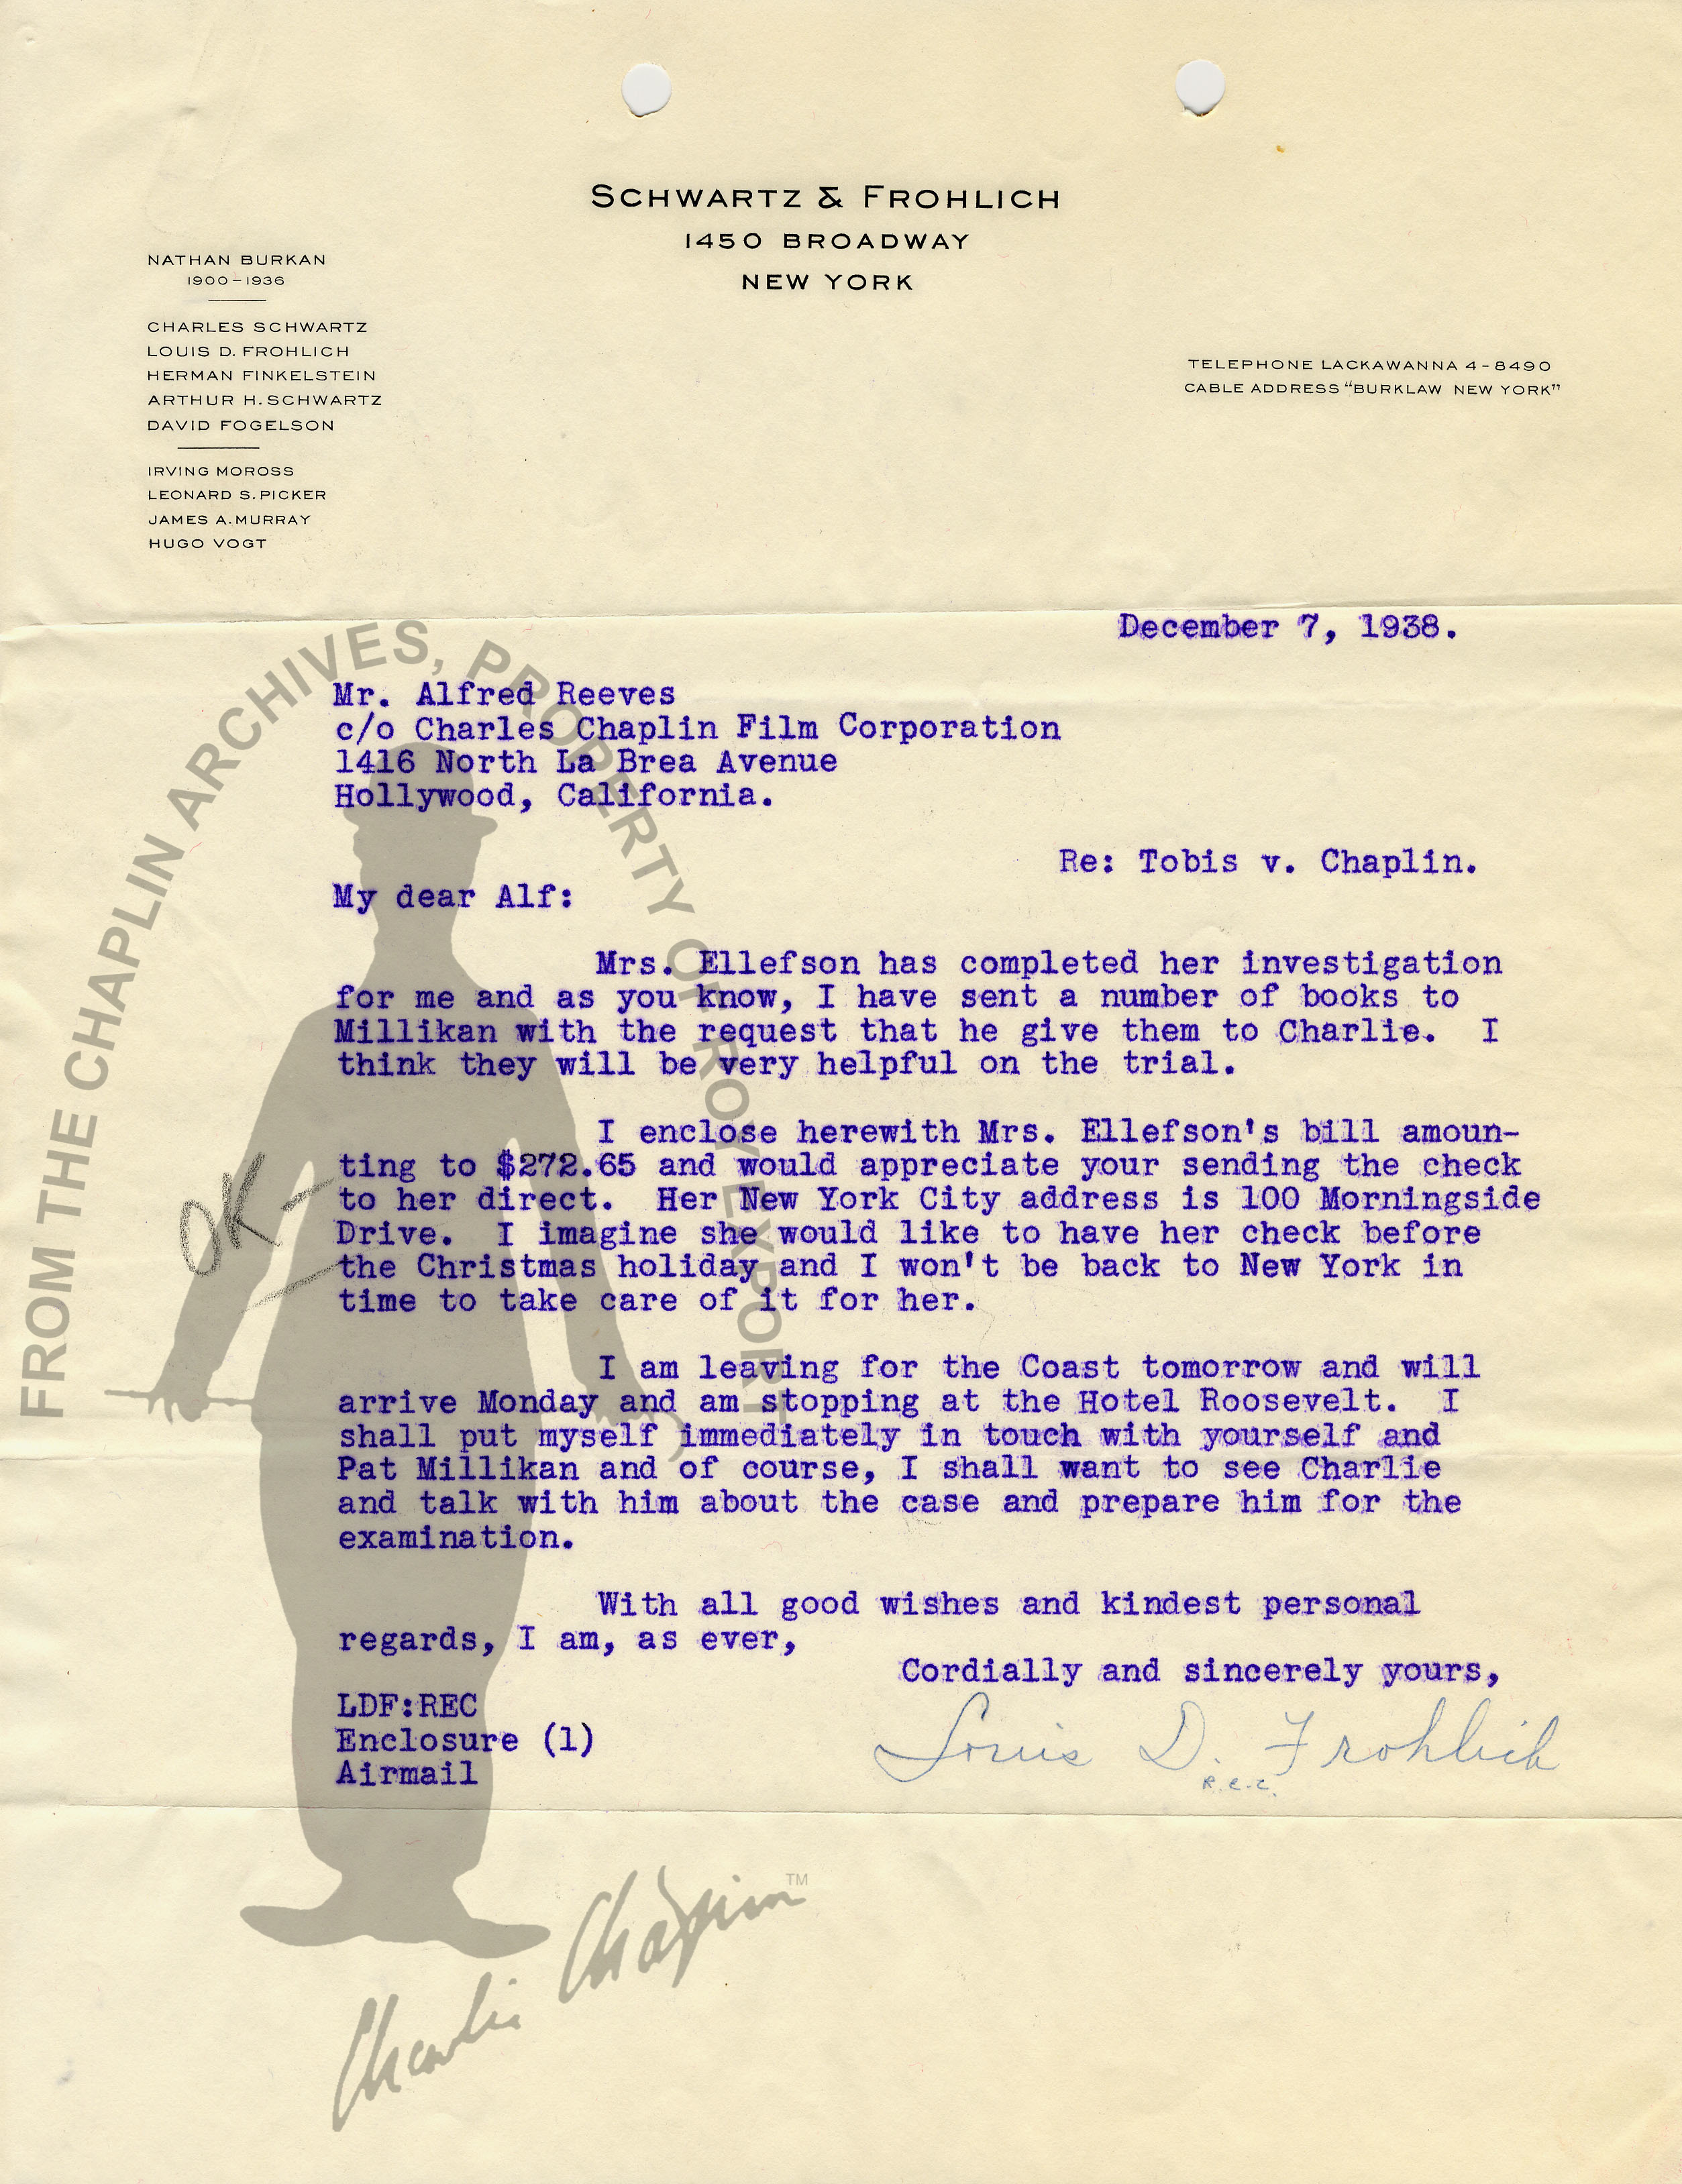 SCHWARTZ & FROHLICH
1450 BROADWAY
NEW YORK
NATHAN BURKAN
1900-1936
CHARLES SCHWARTZ
LOUIS D. FROHLICH
HERMAN FINKELSTEIN
ARTHUR H. SCHWARTZ
DAVID FOGELSON
IRVING MOROSS
LEONARD S. PICKER
JAMES A. MURRAY
HUGO VOGT
TELEPHONE LACKAWANNA 4-8490
CABLE ADDRESS "BURKLAW NEW YORK"
December 7, 1938.
Mr. Alfred Reeves
c/o Charles Chaplin Film Corporation
1416 North La Brea Avenue
Hollywood, California.
Re: Tobis v. Chaplin.
My dear Alf:
Mrs. Ellefson has completed her investigation
for me and as you know, I have sent a number of books to
Millikan with the request that he give them to Charlie. I
think they will be very helpful on the trial.
I enclose herewith Mrs. Ellefson's bill amoun-
ting to $272.65 and would appreciate your sending the check
to her direct. Her New York City address is 100 Morningside
Drive. I imagine she would like to have her check before
the Christmas holiday and I won't be back to New York in
time to take care of it for her.
OK-
I am leaving for the Coast tomorrow and will
arrive Monday and am stopping at the Hotel Roosevelt. I
shall put myself immediately in touch with yourself and
Pat Millikan and of course, I shall want to see Charlie
and talk with him about the case and prepare him for the
examination.
With all good wishes and kindest personal
regards, I am, as ever,
Cordially and sincerely yours,
LDF:REC
Enclosure (1)
Airmail
Louis D. Frohlich
R.E.C.
FROM THE CHAPLIN ARCHIVES, PROPERTY OF ROY EXPORT
Charlie Chaplin™